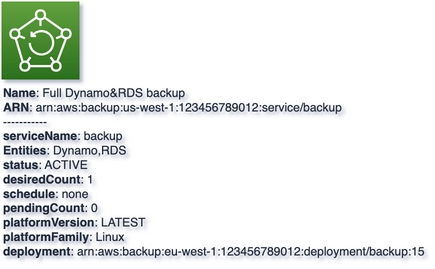 Name: Full Dynamo&RDS backup
ARN: arn:aws:backup:us-west-1:123456789012:service/backup
-----------
serviceName: backup
Entities: Dynamo,RDS
status: ACTIVE
desiredCount: 1
schedule: none
pendingCount: 0
platformVersion: LATEST
platformFamily: Linux
deployment: arn:aws:backup:eu-west-1:123456789012:deployment/backup:15